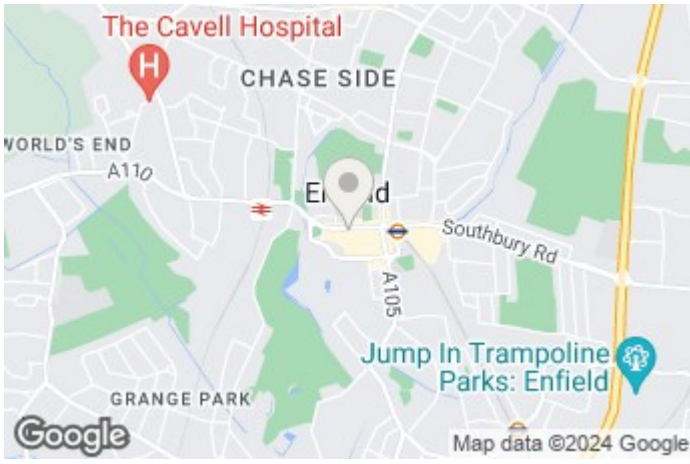 The Cavell Hospital
H
CHASE SIDE
WORLD'S END
A110
Southbury Rd
A105
Jump In Trampoline
Parks: Enfield
GRANGE PARK
Google
Map data ©2024 Google